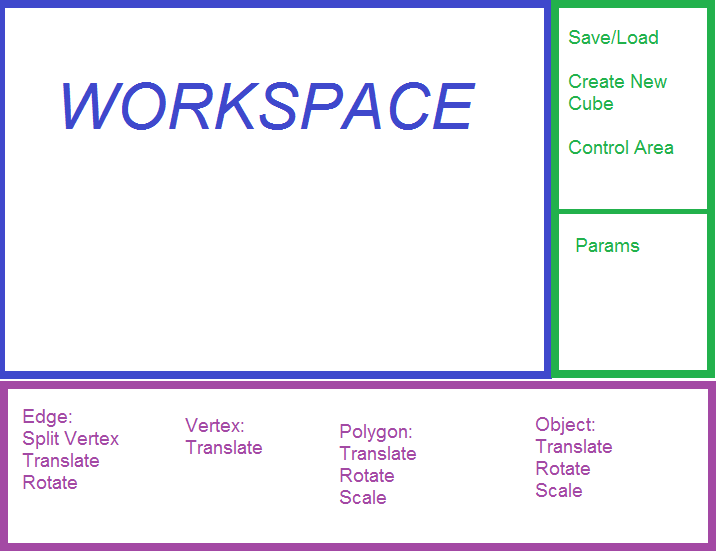 WORKSPACE
Save/Load
Create New
Cube
Control Area
Params
Edge:
Split Vertex
Translate
Rotate
Vertex:
Translate
Polygon:
Translate
Rotate
Scale
Object:
Translate
Rotate
Scale